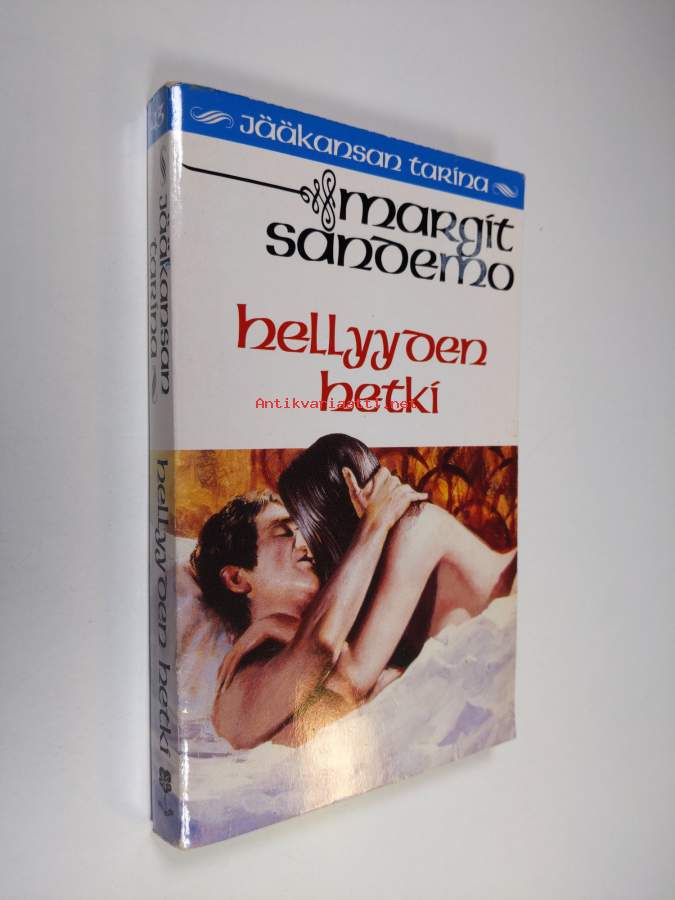 Jääkansan tarina
margit
sandemo
hellyyden
hetki
Antikvariaatti.net
Jääkansan
tarina
hellyyden hetki